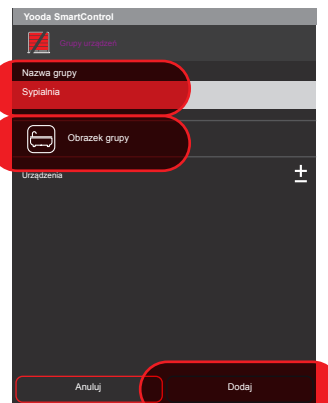 Yooda SmartControl
Grupy urządzeń
Nazwa grupy
Sypialnia
Obrazek grupy
Urządzenia
Anuluj
Dodaj